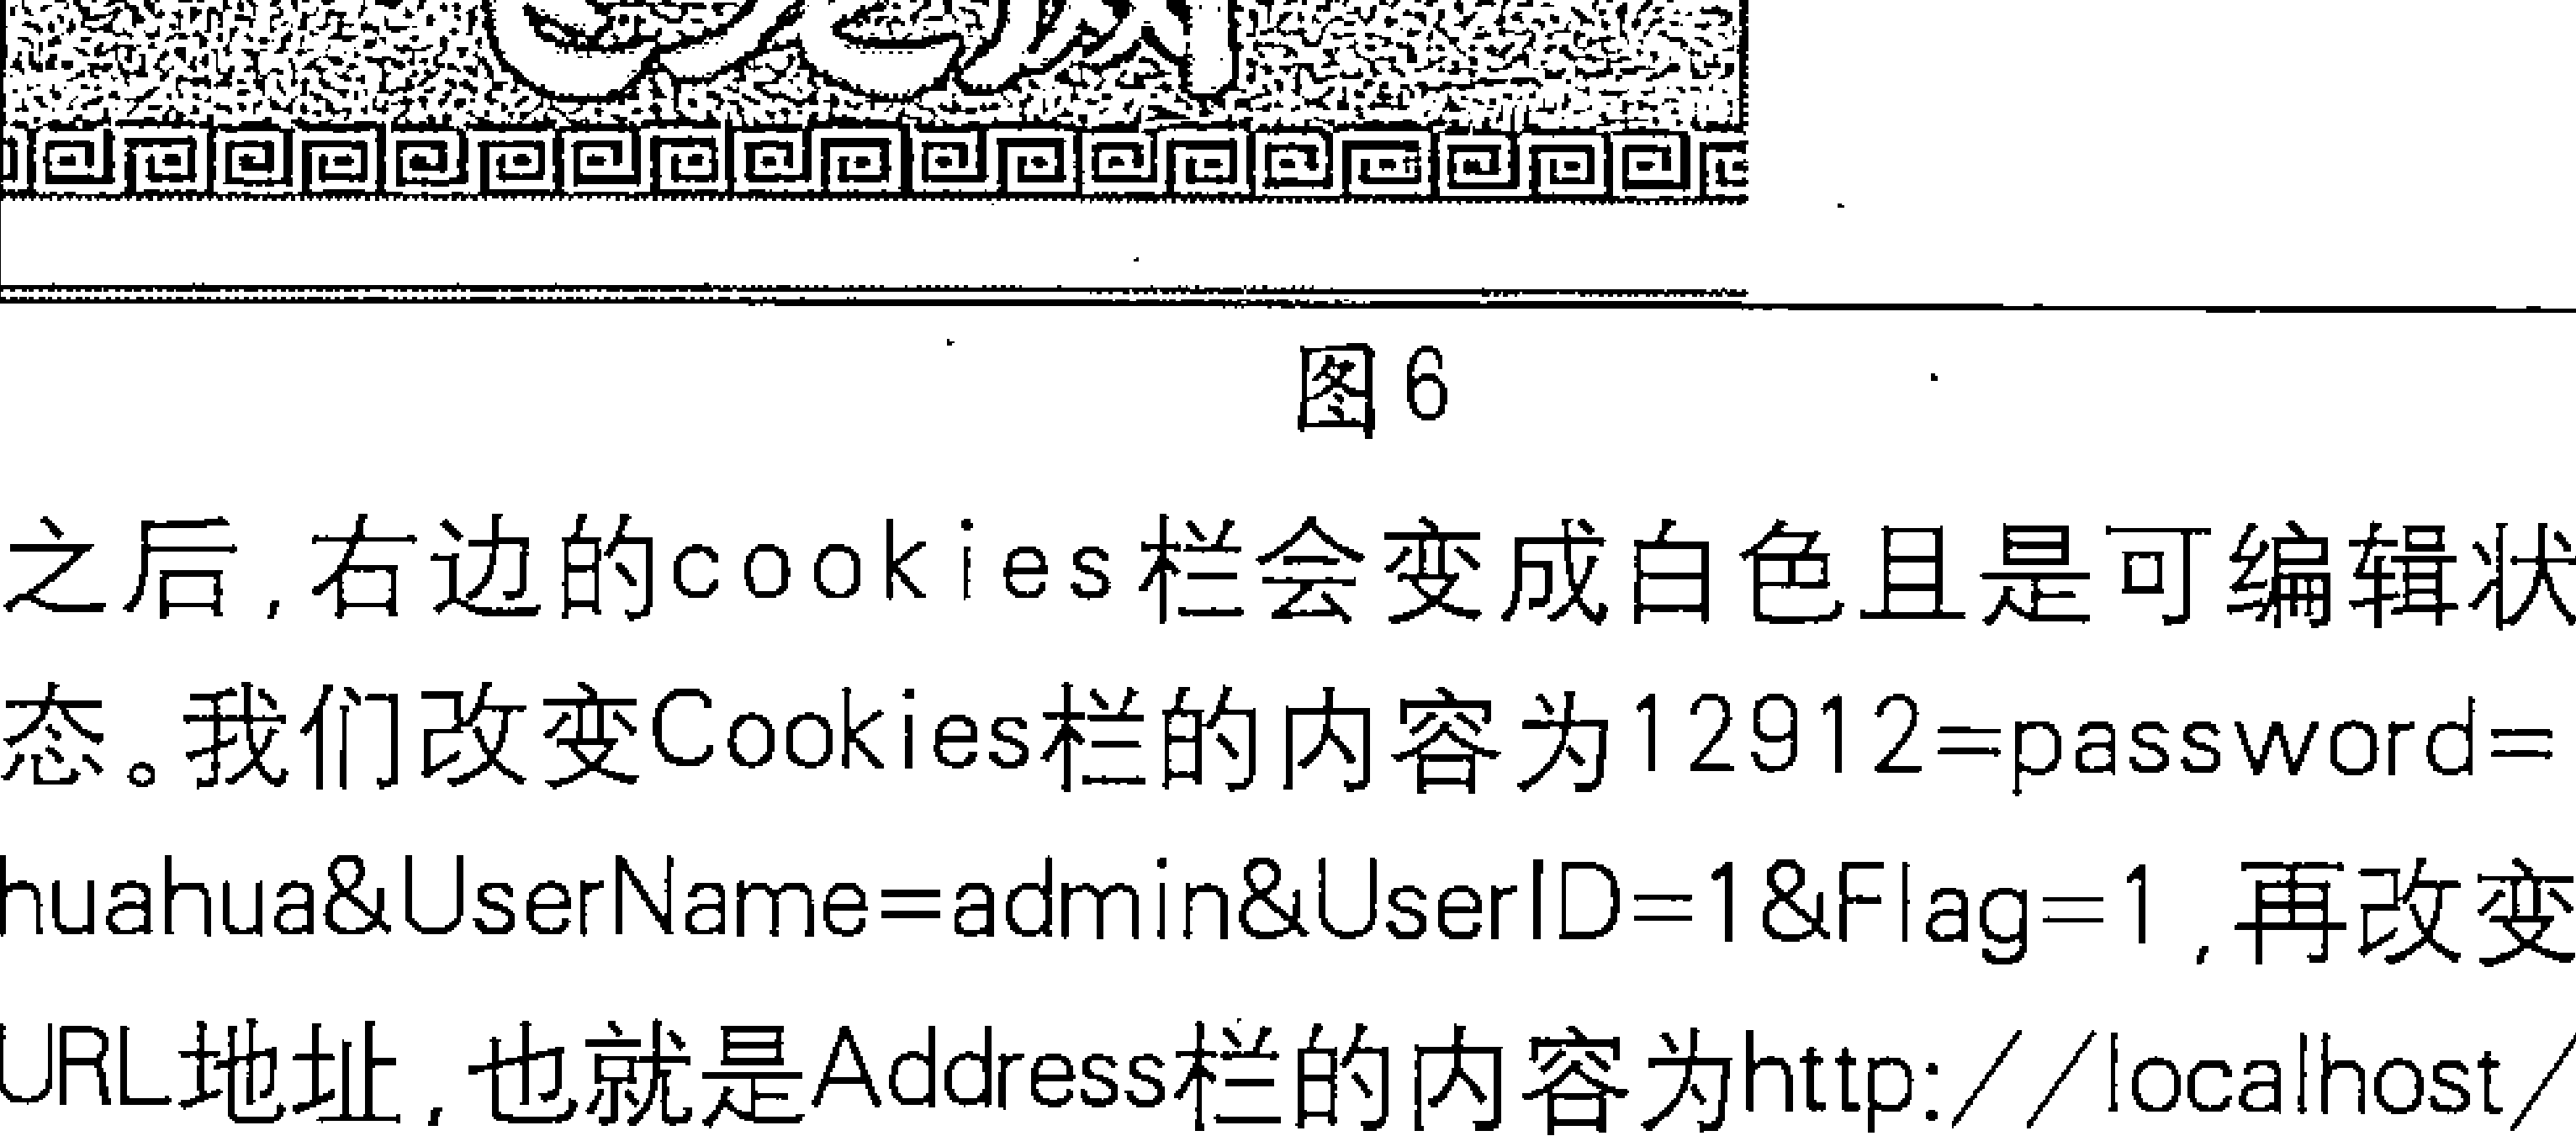 图6
之后,右边的cookies栏会变成白色且是可编辑状
态。我们改变Cookies栏的内容为12912=password=
huahua&UserName=admin&UserID=1&Flag=1,再改变
URL地址,也就是Address栏的内容为http://localhost/